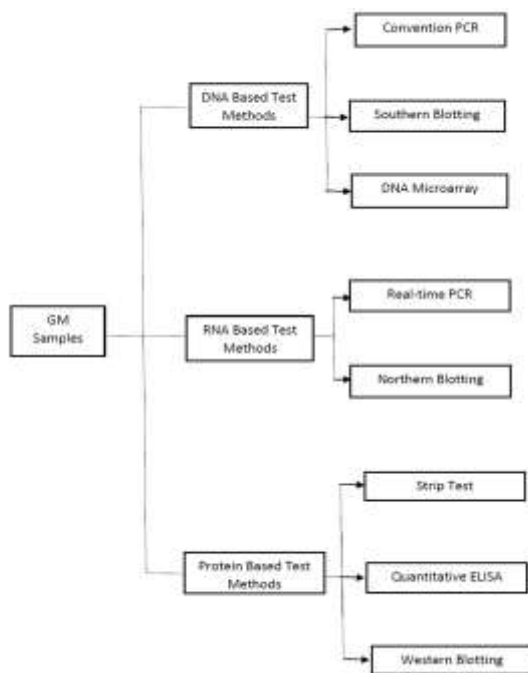 Convention PCR
DNA Based Test
Methods
Southern Blotting
DNA Microarray
GM
Samples
Real-time PCR
RNA Based Test
Methods
Northern Blotting
Strip Test
Protein Based Test
Methods
Quantitative ELISA
Western Blotting